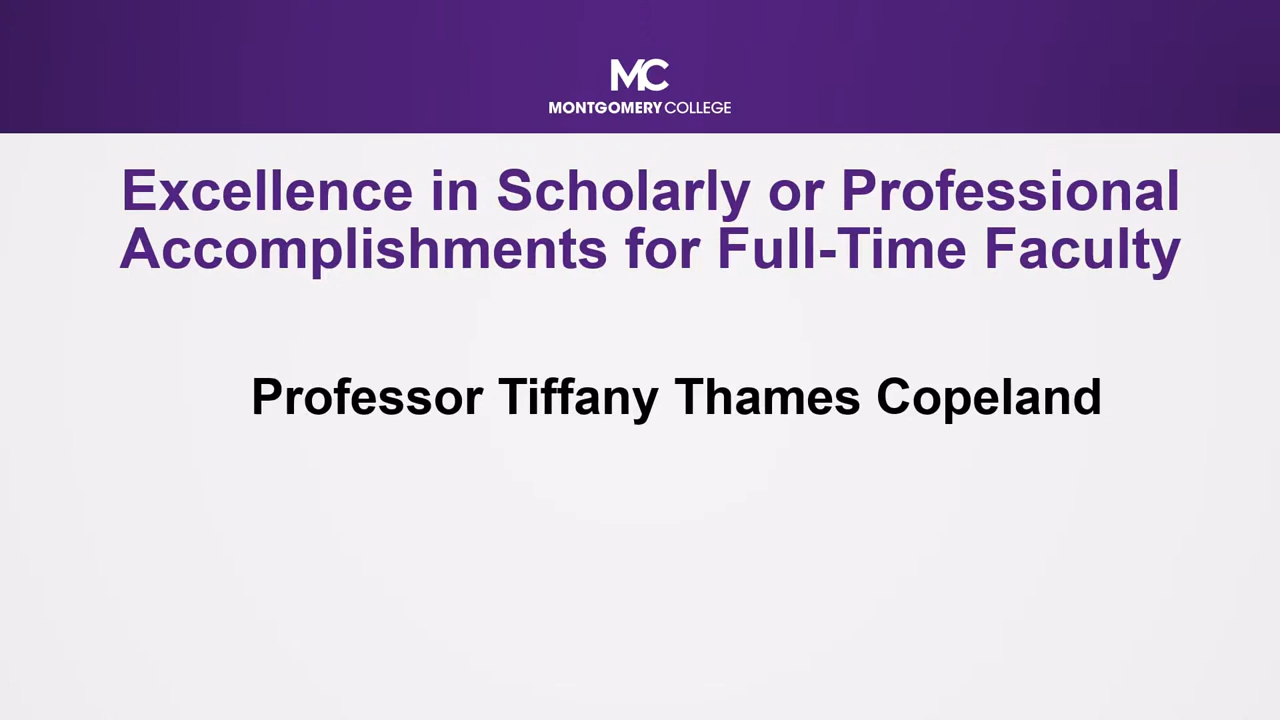 MC
MONTGOMERY COLLEGE
Excellence in Scholarly or Professional
Accomplishments for Full-Time Faculty
Professor Tiffany Thames Copeland